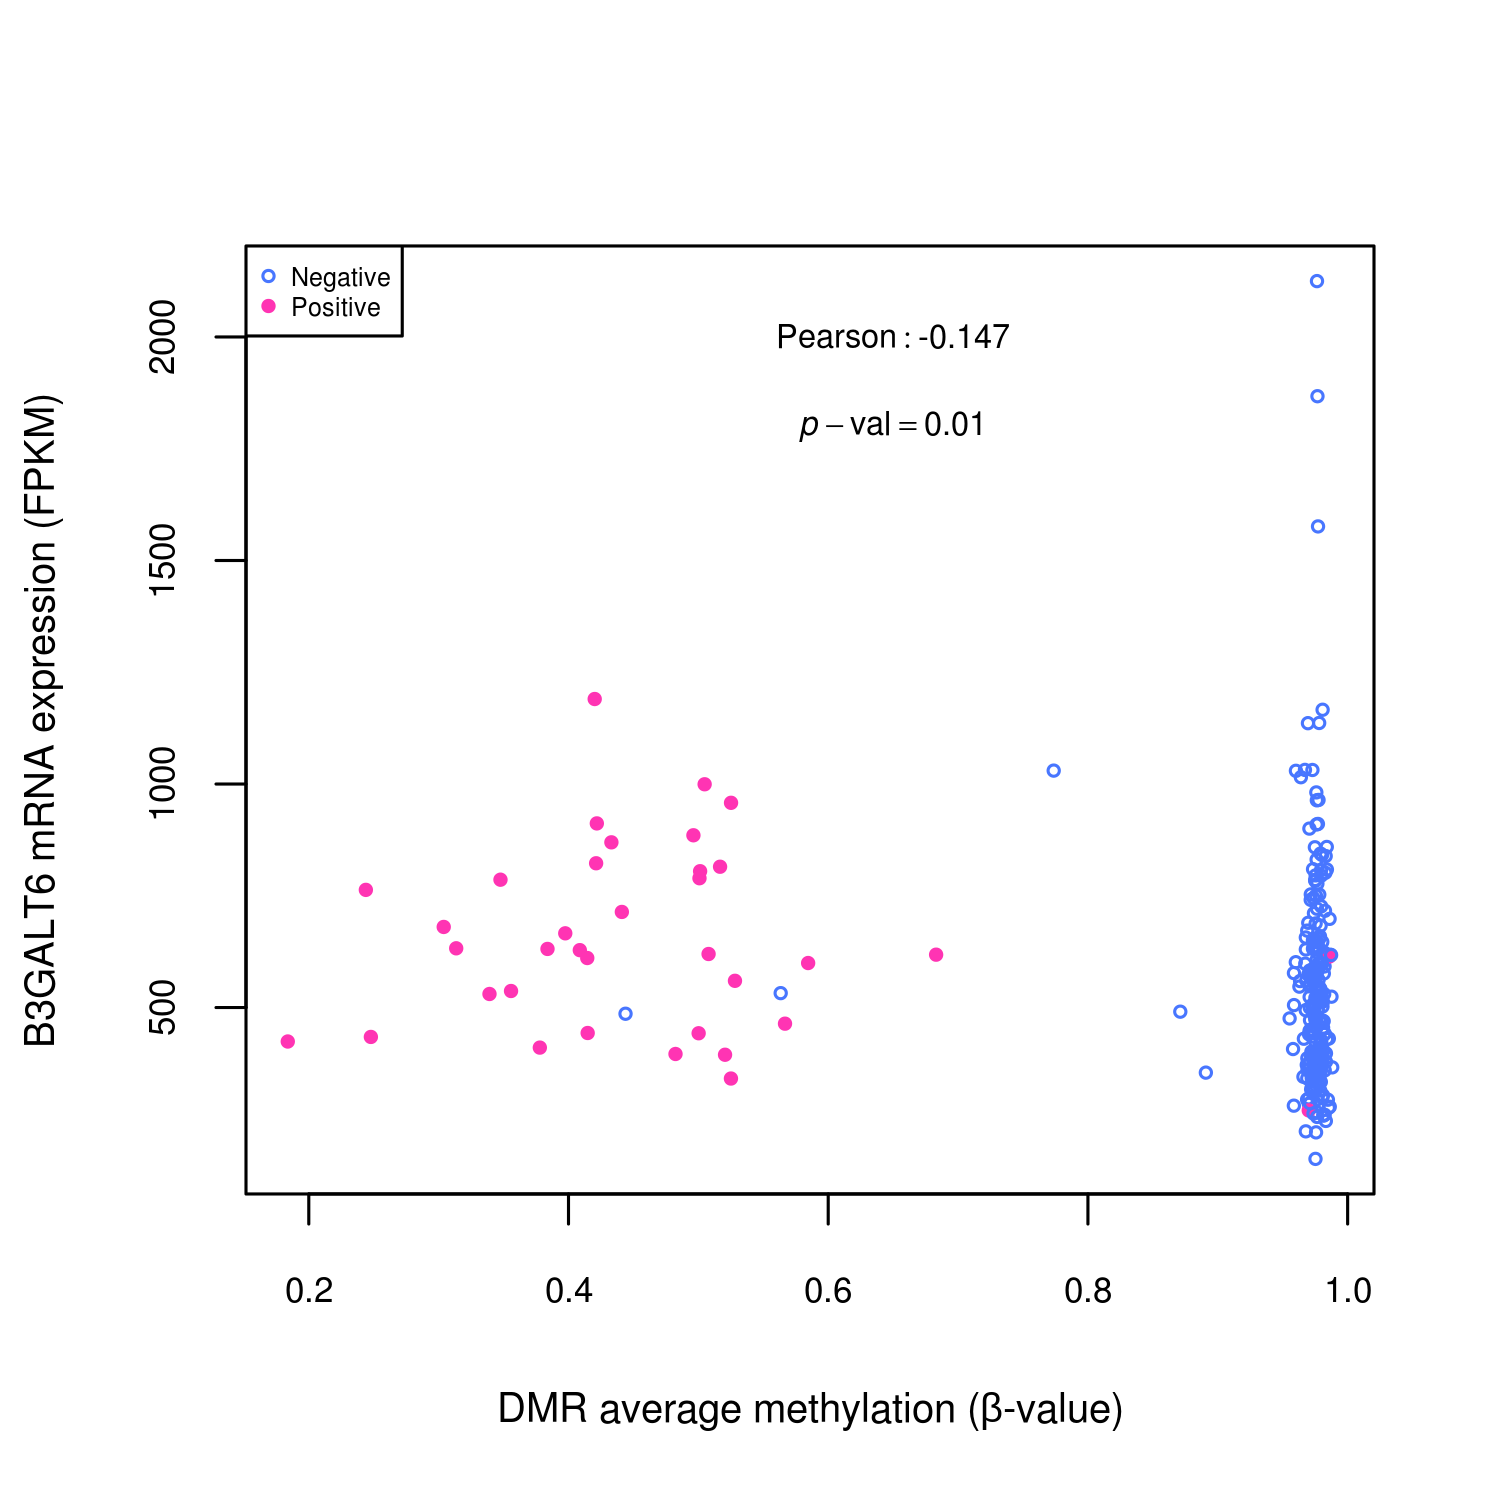 Negative
Positive
Pearson : -0.147
p − val = 0.01
B3GALT6 mRNA expression (FPKM)
2000
1500
1000
500
0.2 0.4 0.6 0.8 1.0
DMR average methylation (β-value)